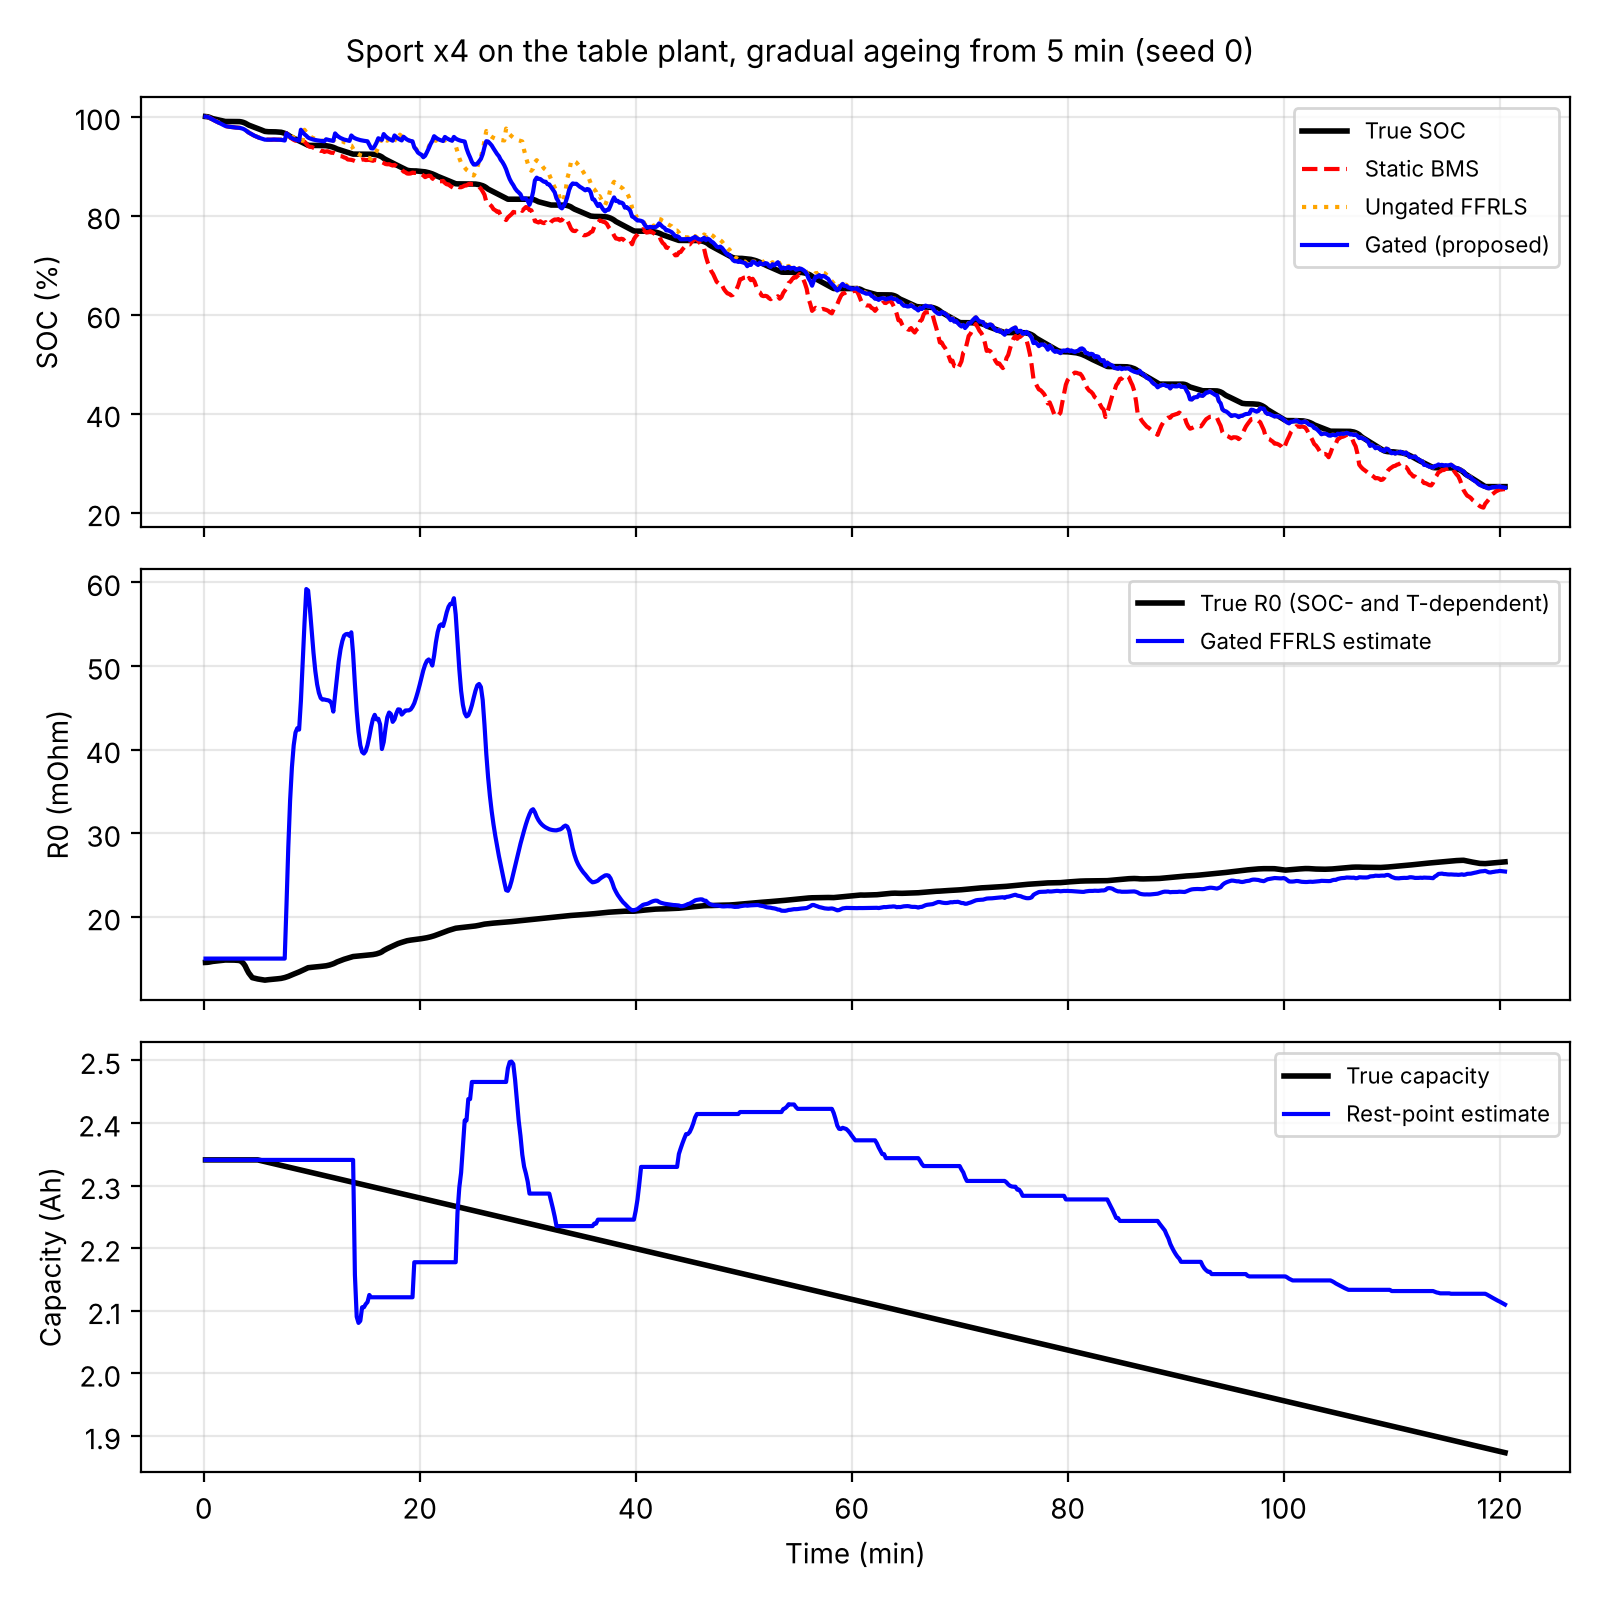 Sport x4 on the table plant, gradual ageing from 5 min (seed 0)
SOC (%)
100
80
60
40
20
True SOC
Static BMS
Ungated FFRLS
Gated (proposed)
R0 (mOhm)
60
50
40
30
20
True R0 (SOC- and T-dependent)
Gated FFRLS estimate
Capacity (Ah)
2.5
2.4
2.3
2.2
2.1
2.0
1.9
True capacity
Rest-point estimate
0 20 40 60 80 100 120
Time (min)